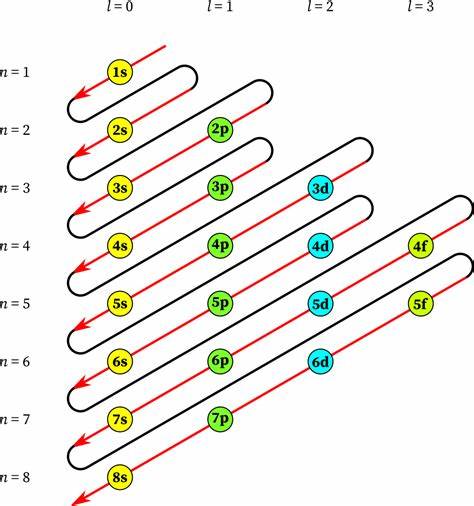 l = 0 l = 1 l = 2 l = 3
n = 1 1s
n = 2 2s 2p
n = 3 3s 3p 3d
n = 4 4s 4p 4d 4f
n = 5 5s 5p 5d 5f
n = 6 6s 6p 6d
n = 7 7s 7p
n = 8 8s